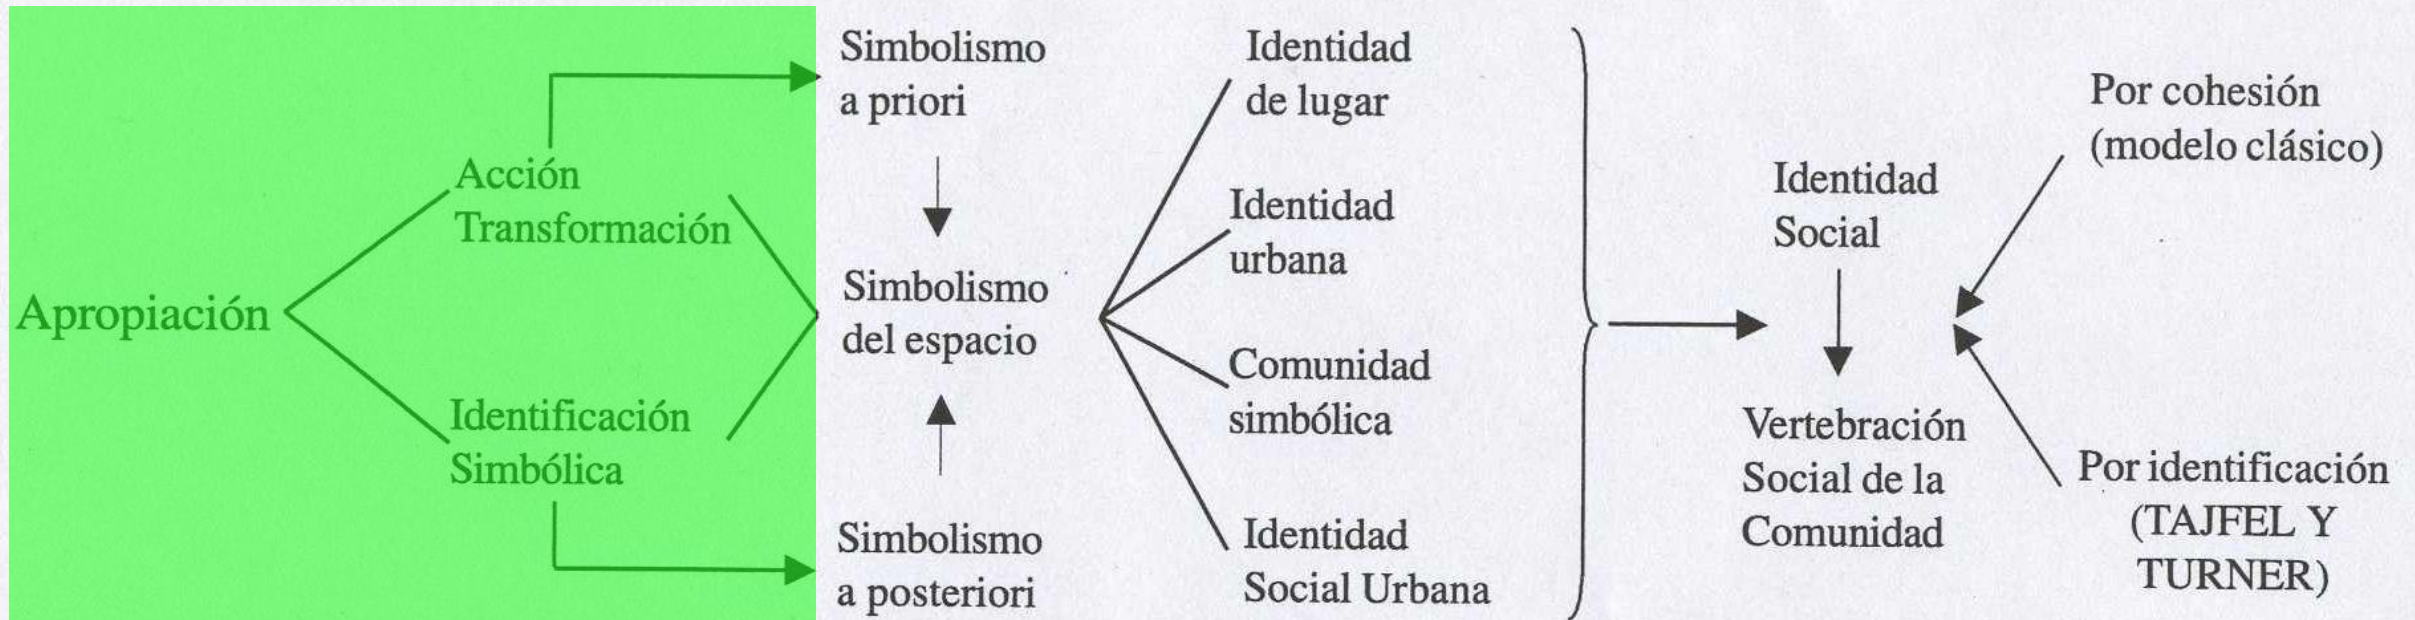 Apropiación
Acción
Transformación
Identificación
Simbólica
Simbolismo
a priori
Simbolismo
del espacio
Simbolismo
a posteriori
Identidad
de lugar
Identidad
urbana
Comunidad
simbólica
Identidad
Social Urbana
Identidad
Social
Vertebración
Social de la
Comunidad
Por cohesión
(modelo clásico)
Por identificación
(TAJFEL Y
TURNER)